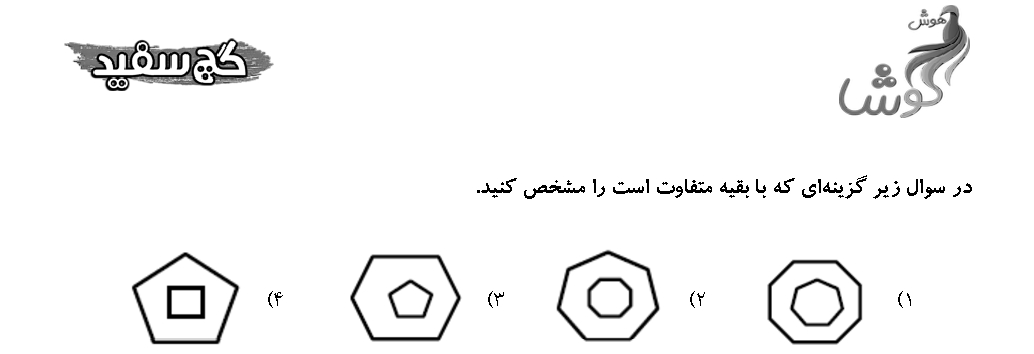 هوش
گوشا
گچ سفید
در سوال زیر گزینه‌ای که با بقیه متفاوت است را مشخص کنید.
۱) ۲) ۳) ۴)